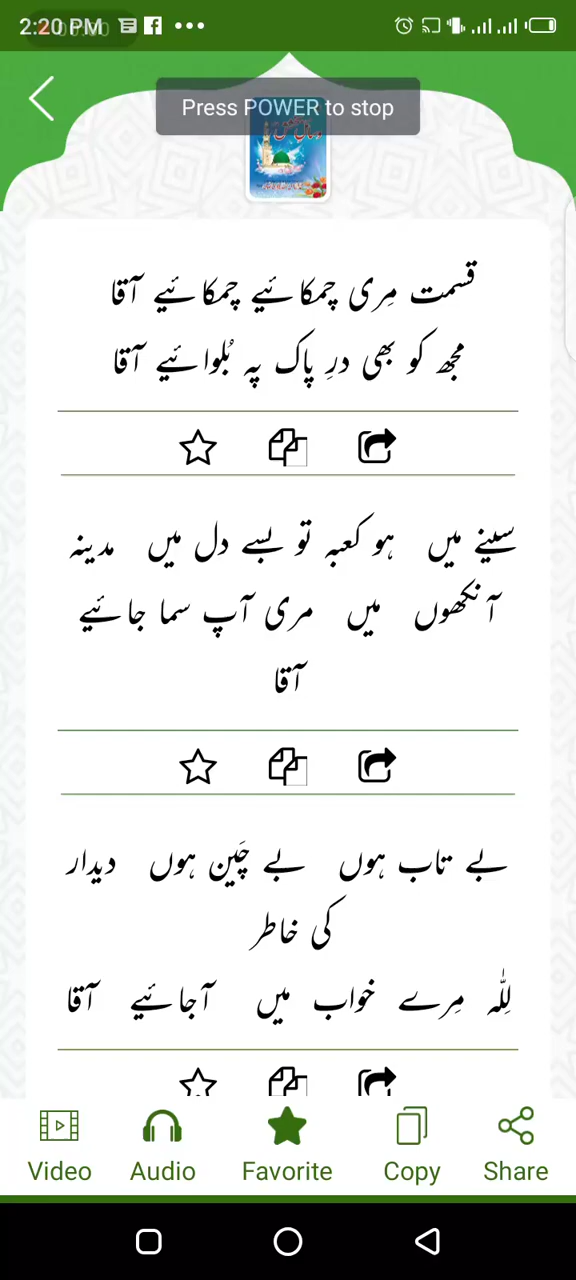 2:20 PM
Press POWER to stop
قسمت مِری چمکائیے چمکائیے آقا
مجھ کو بھی درِ پاک پہ بُلوائیے آقا
سینے میں ہو کعبہ تو بسے دل میں مدینہ
آنکھوں میں مری آپ سما جائیے
آقا
بے تاب ہوں بے چَین ہوں دیدار
کی خاطر
لِلّٰہ مِرے خواب میں آجائیے آقا
Video Audio Favorite Copy Share